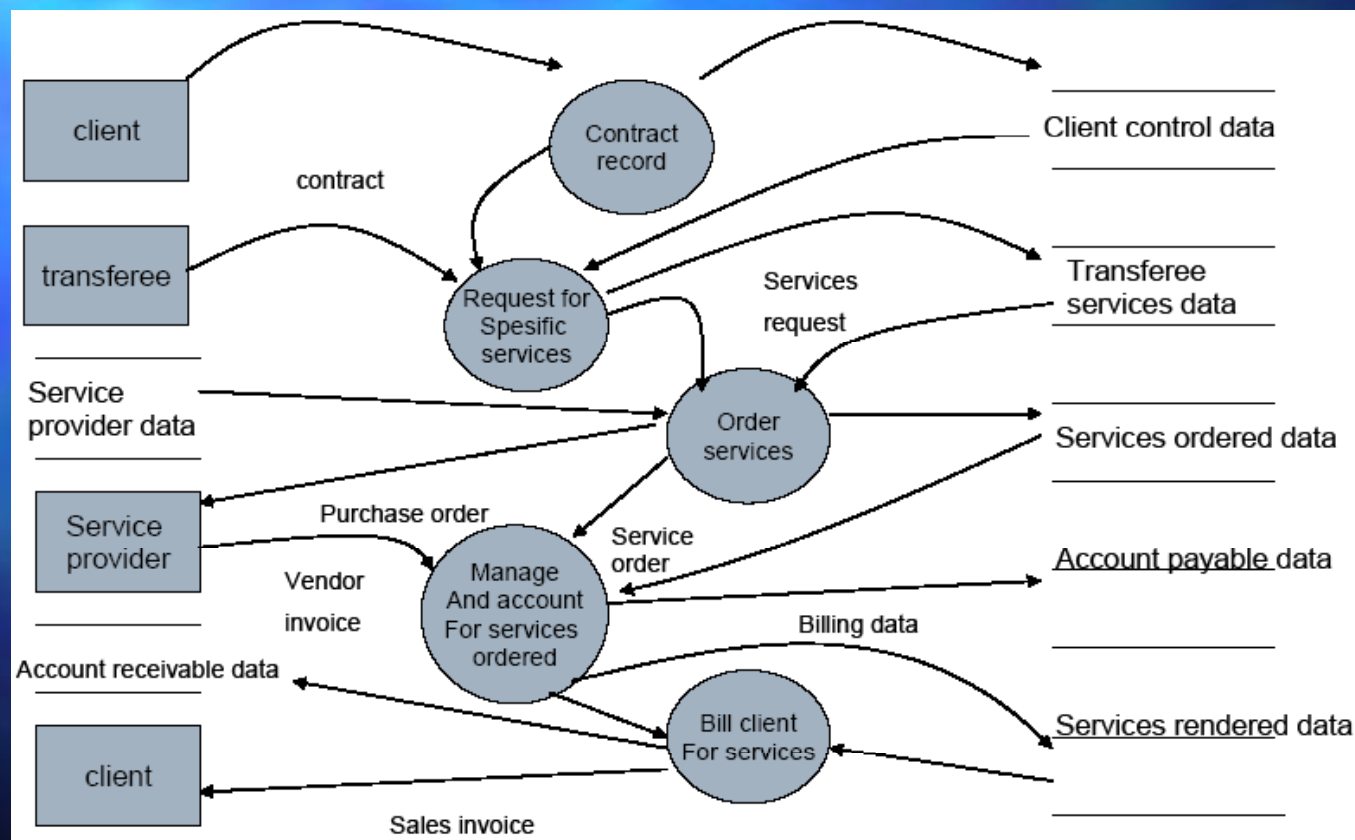 client
Contract
record
Client control data
contract
transferee
Request for
Spesific
services
Services
request
Transferee
services data
Service
provider data
Order
services
Services ordered data
Service
provider
Purchase order
Service
order
Vendor
invoice
Manage
And account
For services
ordered
Account payable data
Billing data
Account receivable data
Bill client
For services
Services rendered data
client
Sales invoice